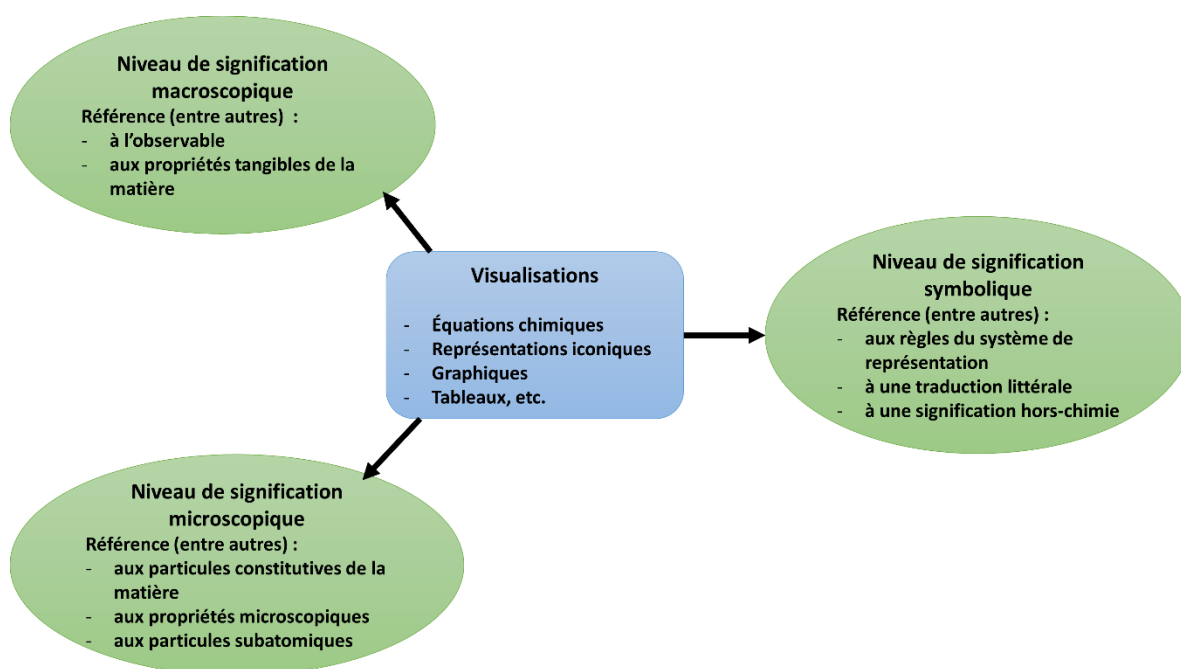 Niveau de signification
macroscopique
Référence (entre autres) :
- à l'observable
- aux propriétés tangibles de la
matière
Visualisations
- Équations chimiques
- Représentations iconiques
- Graphiques
- Tableaux, etc.
Niveau de signification
symbolique
Référence (entre autres) :
- aux règles du système de
représentation
- à une traduction littérale
- à une signification hors-chimie
Niveau de signification
microscopique
Référence (entre autres) :
- aux particules constitutives de la
matière
- aux propriétés microscopiques
- aux particules subatomiques